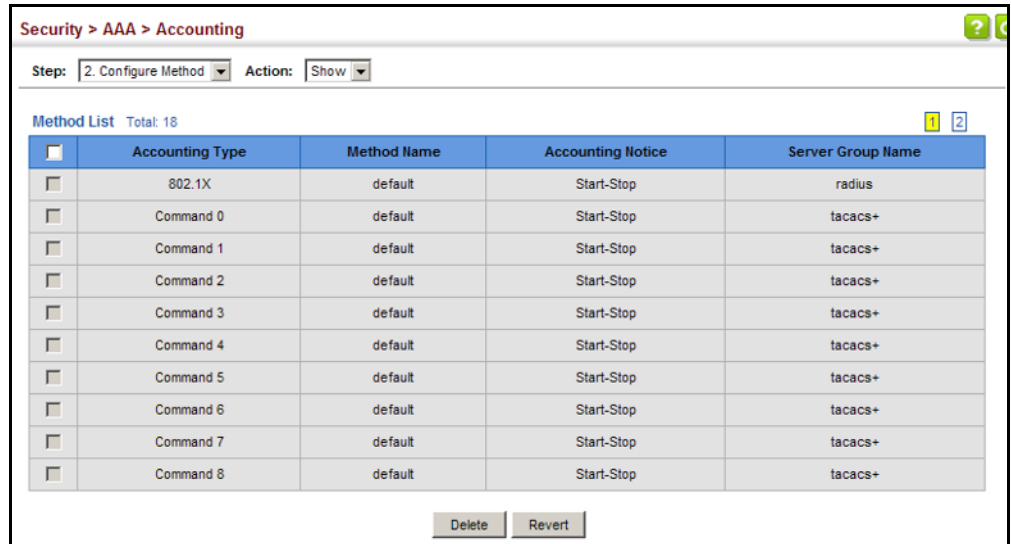 Security > AAA > Accounting
?
Step: 2. Configure Method Action: Show
Method List Total: 18 1 2
Accounting Type Method Name Accounting Notice Server Group Name
802.1X default Start-Stop radius
Command 0 default Start-Stop tacacs+
Command 1 default Start-Stop tacacs+
Command 2 default Start-Stop tacacs+
Command 3 default Start-Stop tacacs+
Command 4 default Start-Stop tacacs+
Command 5 default Start-Stop tacacs+
Command 6 default Start-Stop tacacs+
Command 7 default Start-Stop tacacs+
Command 8 default Start-Stop tacacs+
Delete Revert